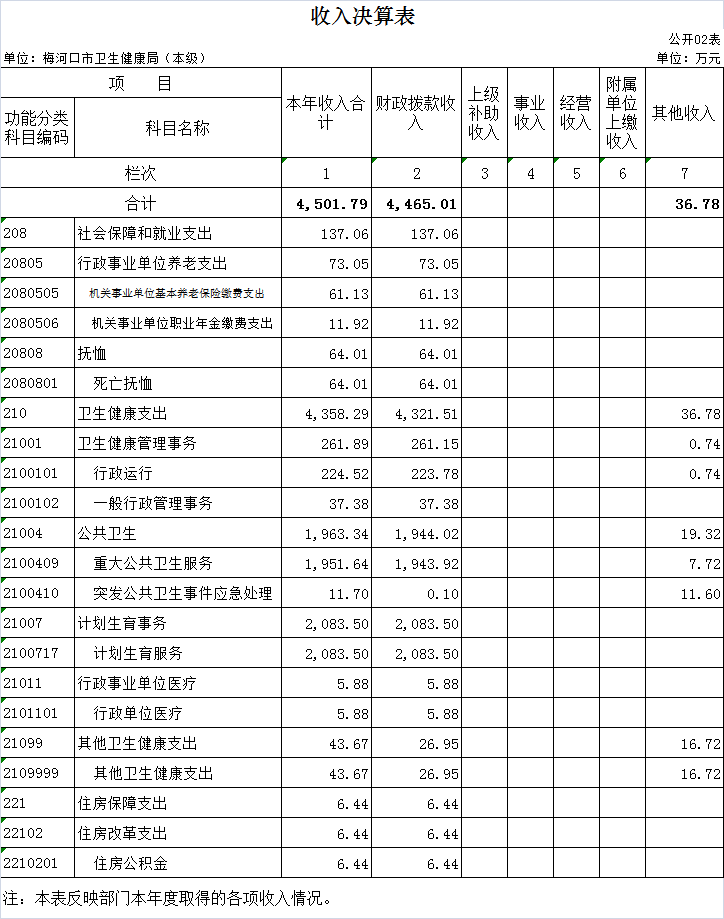 收入决算表
公开02表
单位：梅河口市卫生健康局（本级） 单位：万元
项 目 本年收入合计 财政拨款收入 上级补助收入 事业收入 经营收入 附属单位上缴收入 其他收入
功能分类科目编码 科目名称
栏次 1 2 3 4 5 6 7
合计 4,501.79 4,465.01 36.78
208 社会保障和就业支出 137.06 137.06
20805 行政事业单位养老支出 73.05 73.05
2080505 机关事业单位基本养老保险缴费支出 61.13 61.13
2080506 机关事业单位职业年金缴费支出 11.92 11.92
20808 抚恤 64.01 64.01
2080801 死亡抚恤 64.01 64.01
210 卫生健康支出 4,358.29 4,321.51 36.78
21001 卫生健康管理事务 261.89 261.15 0.74
2100101 行政运行 224.52 223.78 0.74
2100102 一般行政管理事务 37.38 37.38
21004 公共卫生 1,963.34 1,944.02 19.32
2100409 重大公共卫生服务 1,951.64 1,943.92 7.72
2100410 突发公共卫生事件应急处理 11.70 0.10 11.60
21007 计划生育事务 2,083.50 2,083.50
2100717 计划生育服务 2,083.50 2,083.50
21011 行政事业单位医疗 5.88 5.88
2101101 行政单位医疗 5.88 5.88
21099 其他卫生健康支出 43.67 26.95 16.72
2109999 其他卫生健康支出 43.67 26.95 16.72
221 住房保障支出 6.44 6.44
22102 住房改革支出 6.44 6.44
2210201 住房公积金 6.44 6.44
注：本表反映部门本年度取得的各项收入情况。